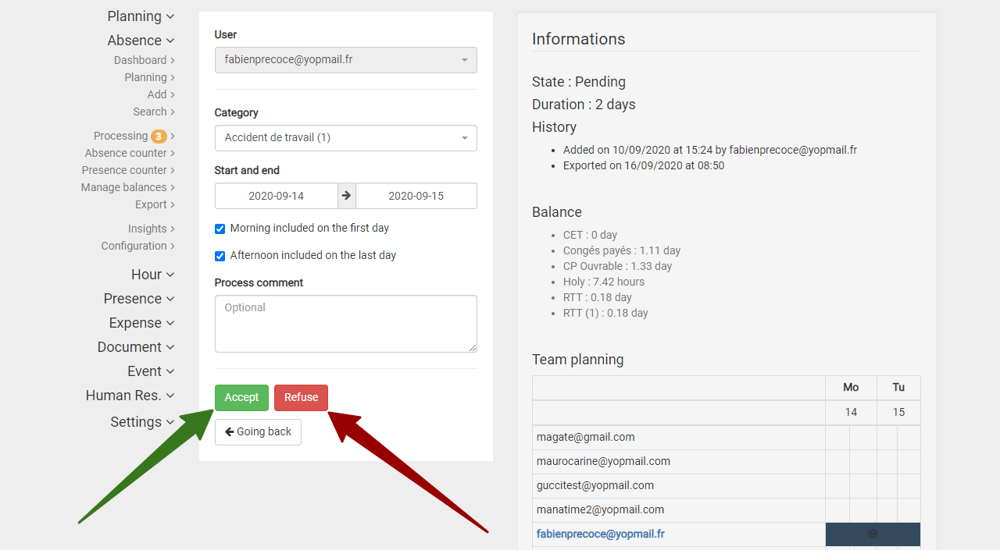 Planning
Absence
Dashboard
Planning
Add
Search
Processing 3
Absence counter
Presence counter
Manage balances
Export
Insights
Configuration
Hour
Presence
Expense
Document
Event
Human Res.
Settings
User
fabienprecoce@yopmail.fr
Category
Accident de travail (1)
Start and end
2020-09-14
2020-09-15
Morning included on the first day
Afternoon included on the last day
Process comment
Optional
Accept
Refuse
Going back
Informations
State : Pending
Duration : 2 days
History
Added on 10/09/2020 at 15:24 by fabienprecoce@yopmail.fr
Exported on 16/09/2020 at 08:50
Balance
CET : 0 day
Congés payés : 1.11 day
CP Ouvrable : 1.33 day
Holy : 7.42 hours
RTT : 0.18 day
RTT (1) : 0.18 day
Team planning
Mo Tu
14 15
magate@gmail.com
maurocarine@yopmail.com
guccitest@yopmail.com
manatime2@yopmail.com
fabienprecoce@yopmail.fr